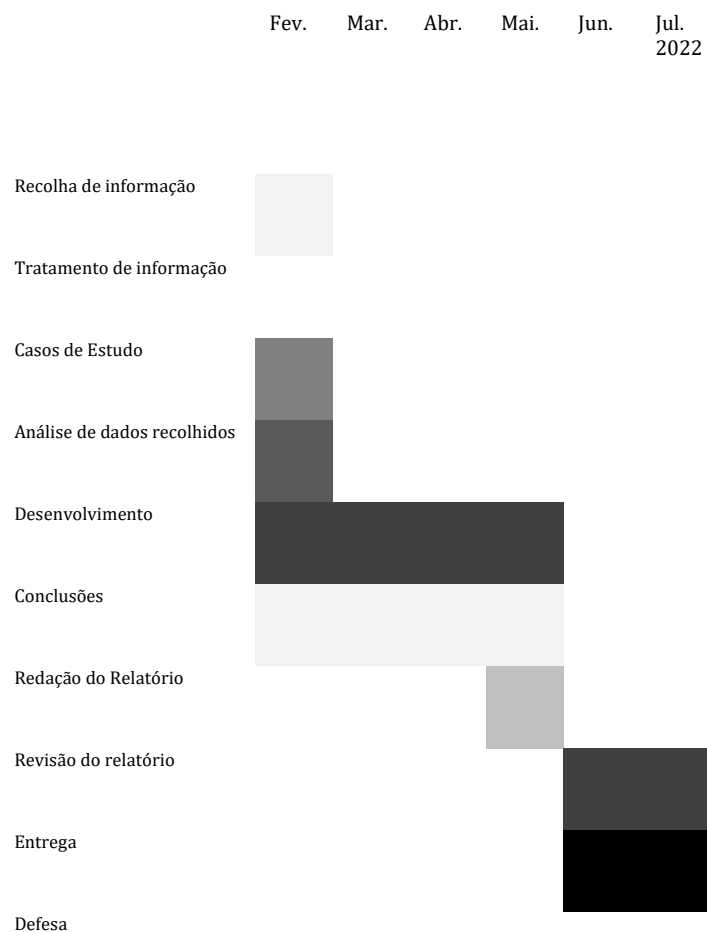 Fev. Mar. Abr. Mai. Jun. Jul.
2022
Recolha de informação
Tratamento de informação
Casos de Estudo
Análise de dados recolhidos
Desenvolvimento
Conclusões
Redação do Relatório
Revisão do relatório
Entrega
Defesa